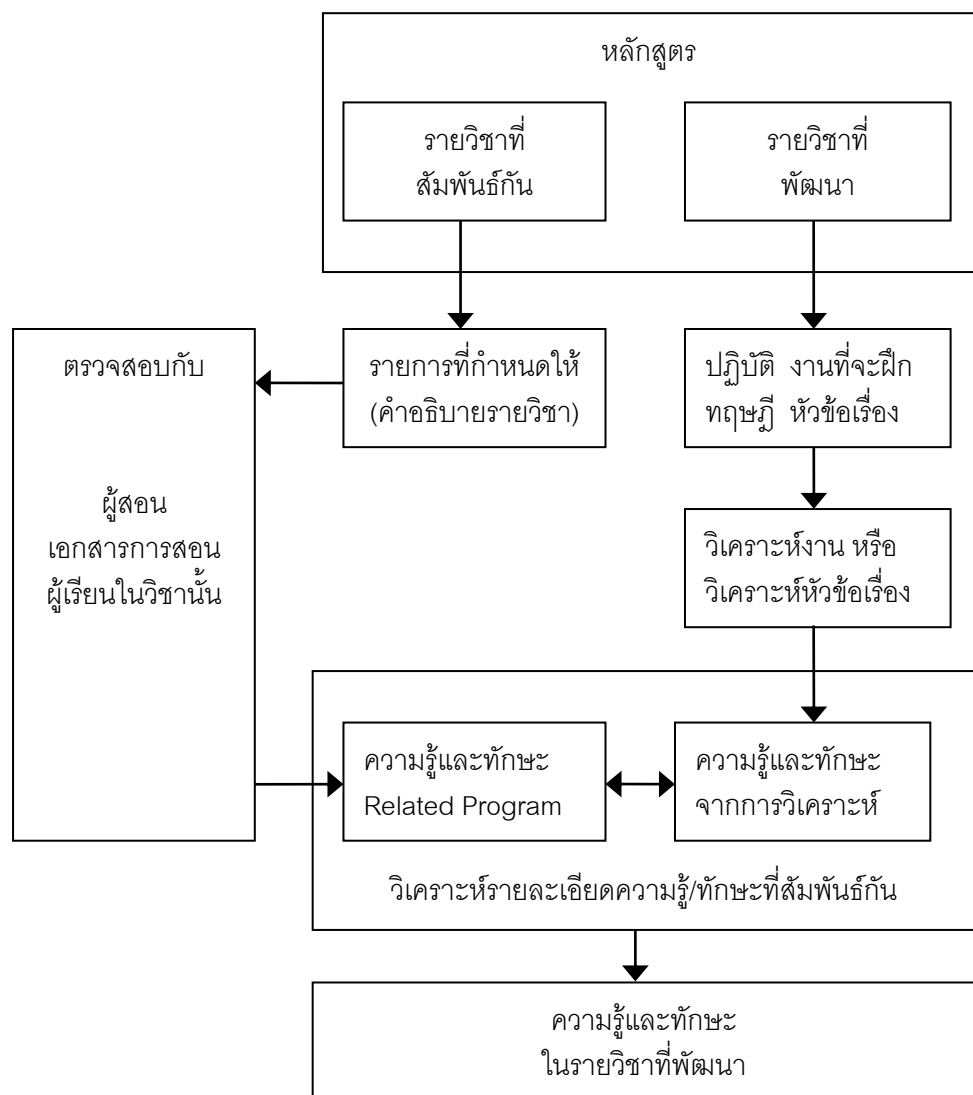 หลักสูตร
รายวิชาที่
สัมพันธ์กัน
รายวิชาที่
พัฒนา
ตรวจสอบกับ
ผู้สอน
เอกสารการสอน
ผู้เรียนในวิชานั้น
รายการที่กำหนดให้
(คำอธิบายรายวิชา)
ปฏิบัติ งานที่จะฝึก
ทฤษฎี หัวข้อเรื่อง
วิเคราะห์งาน หรือ
วิเคราะห์หัวข้อเรื่อง
ความรู้และทักษะ
Related Program
ความรู้และทักษะ
จากการวิเคราะห์
วิเคราะห์รายละเอียดความรู้/ทักษะที่สัมพันธ์กัน
ความรู้และทักษะ
ในรายวิชาที่พัฒนา